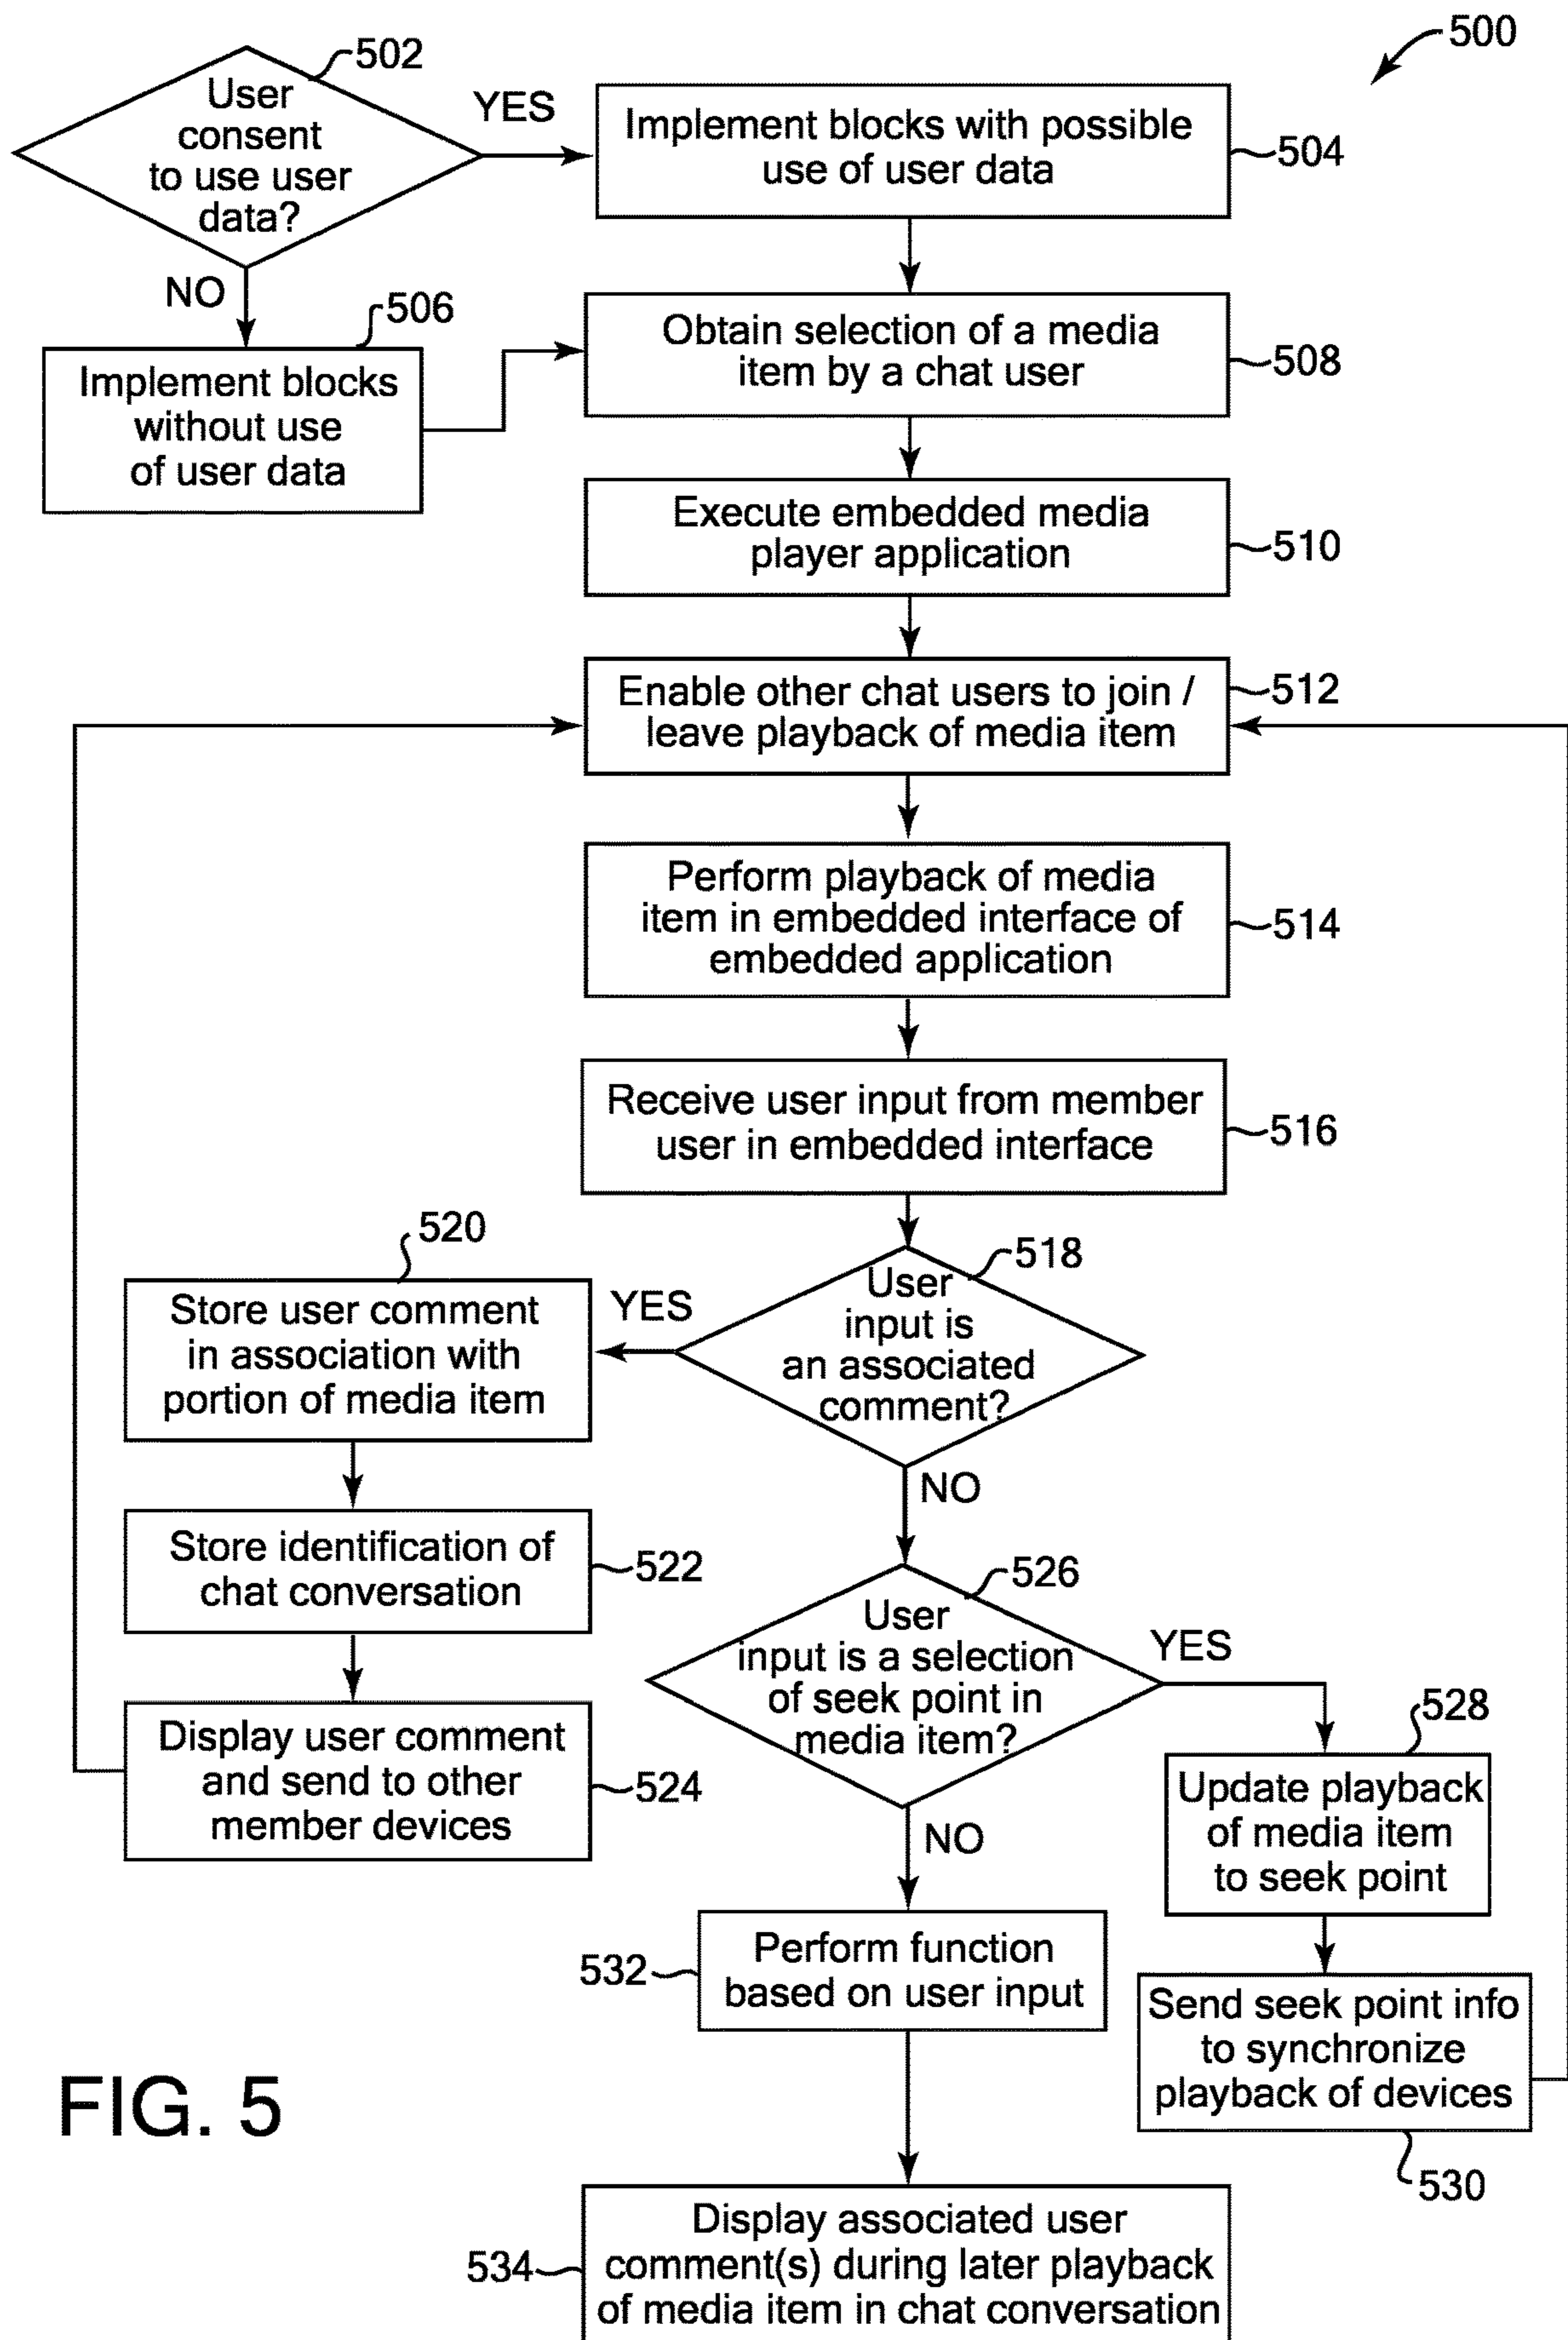 500
502
User
consent
to use user
data?
YES
Implement blocks with possible
use of user data
504
NO
506
Implement blocks
without use
of user data
Obtain selection of a media
item by a chat user
508
Execute embedded media
player application
510
Enable other chat users to join /
leave playback of media item
512
Perform playback of media
item in embedded interface of
embedded application
514
Receive user input from member
user in embedded interface
516
518
User
input is
an associated
comment?
YES
520
Store user comment
in association with
portion of media item
Store identification of
chat conversation
522
Display user comment
and send to other
member devices
524
NO
526
User
input is a selection
of seek point in
media item?
YES
528
Update playback
of media item
to seek point
Send seek point info
to synchronize
playback of devices
530
NO
532
Perform function
based on user input
534
Display associated user
comment(s) during later playback
of media item in chat conversation
FIG. 5